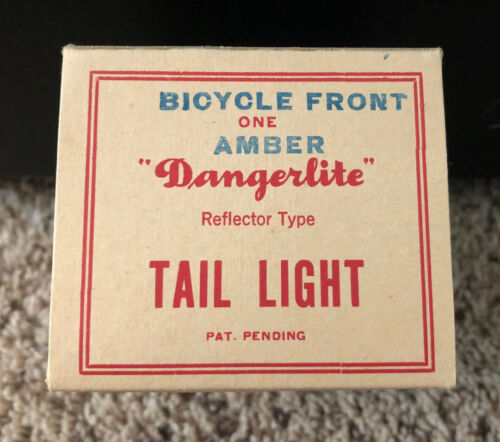 BICYCLE FRONT
ONE
AMBER
"Dangerlite"
Reflector Type
TAIL LIGHT
PAT. PENDING